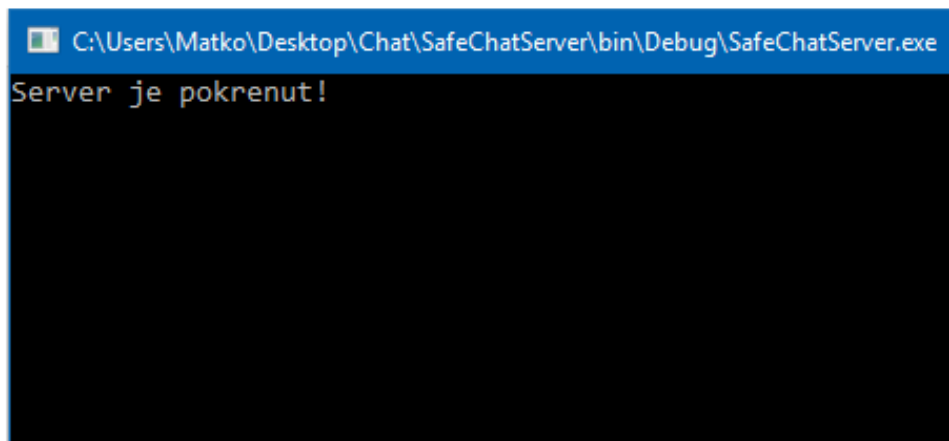 C:\Users\Matko\Desktop\Chat\SafeChatServer\bin\Debug\SafeChatServer.exe
Server je pokrenut!